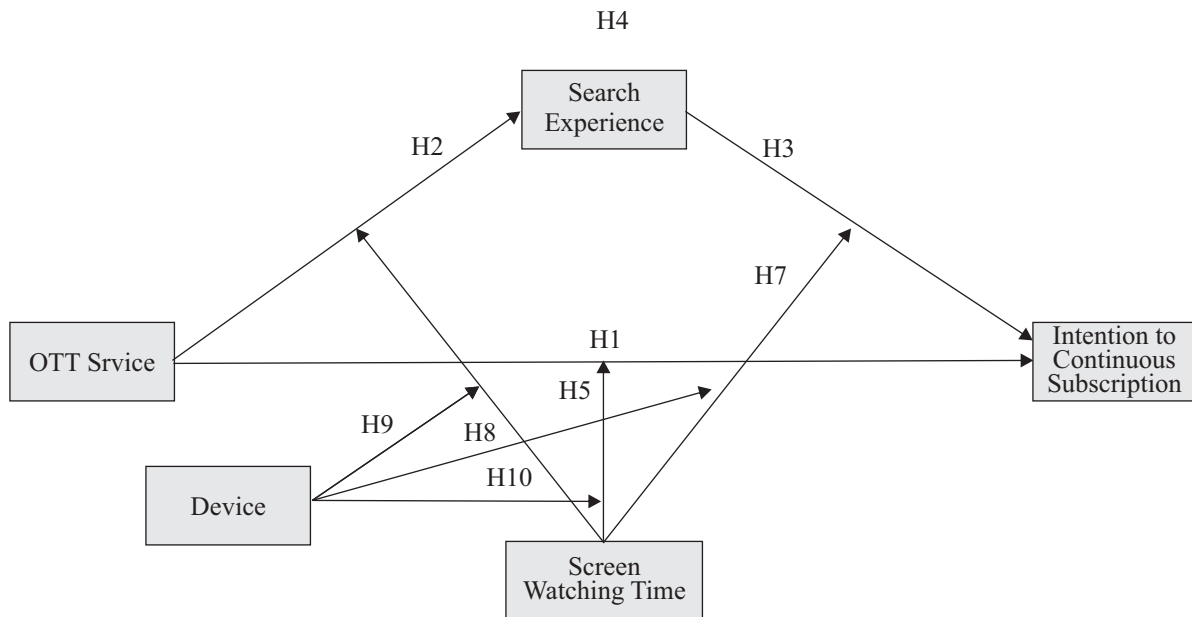 H4
Search
Experience
H2
H3
H7
OTT Srvice
H1
Intention to
Continuous
Subscription
H5
H9
H8
H10
Device
Screen
Watching Time